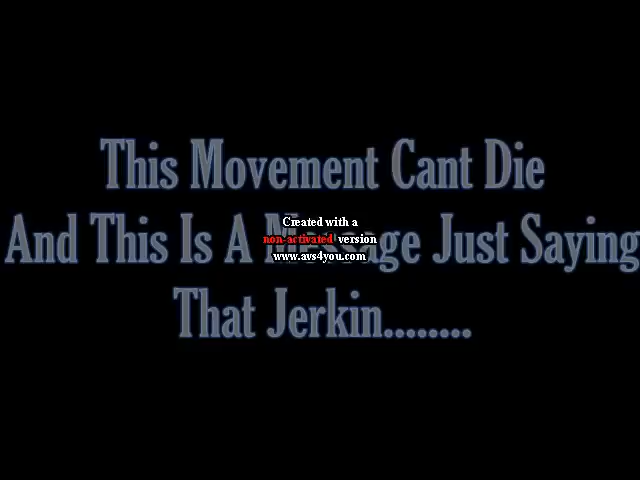 This Movement Cant Die
And This Is A Message Just Saying
That Jerkin........
Created with a
non-activated version
www.avs4you.com